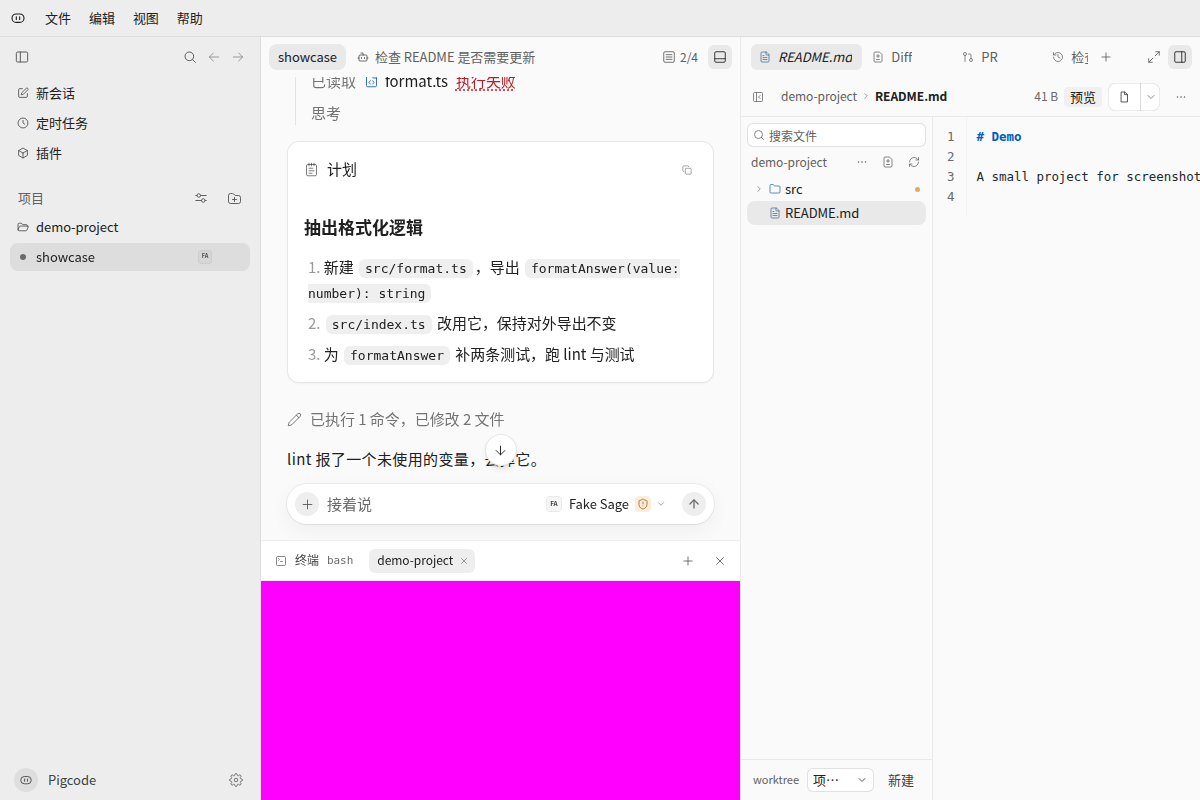 文件 编辑 视图 帮助
新会话
定时任务
插件
项目
demo-project
showcase FA
Pigcode
showcase 检查 README 是否需要更新 2/4
已读取 format.ts 执行失败
思考
计划
抽出格式化逻辑
1. 新建 src/format.ts ，导出 formatAnswer(value:
number): string
2. src/index.ts 改用它，保持对外导出不变
3. 为 formatAnswer 补两条测试，跑 lint 与测试
已执行 1 命令，已修改 2 文件
lint 报了一个未使用的变量，它。
接着说 FA Fake Sage
终端 bash demo-project
README.md Diff PR 检
demo-project README.md 41 B 预览
搜索文件
demo-project
src
README.md
worktree 项… 新建
1 # Demo
2
3 A small project for screenshot
4